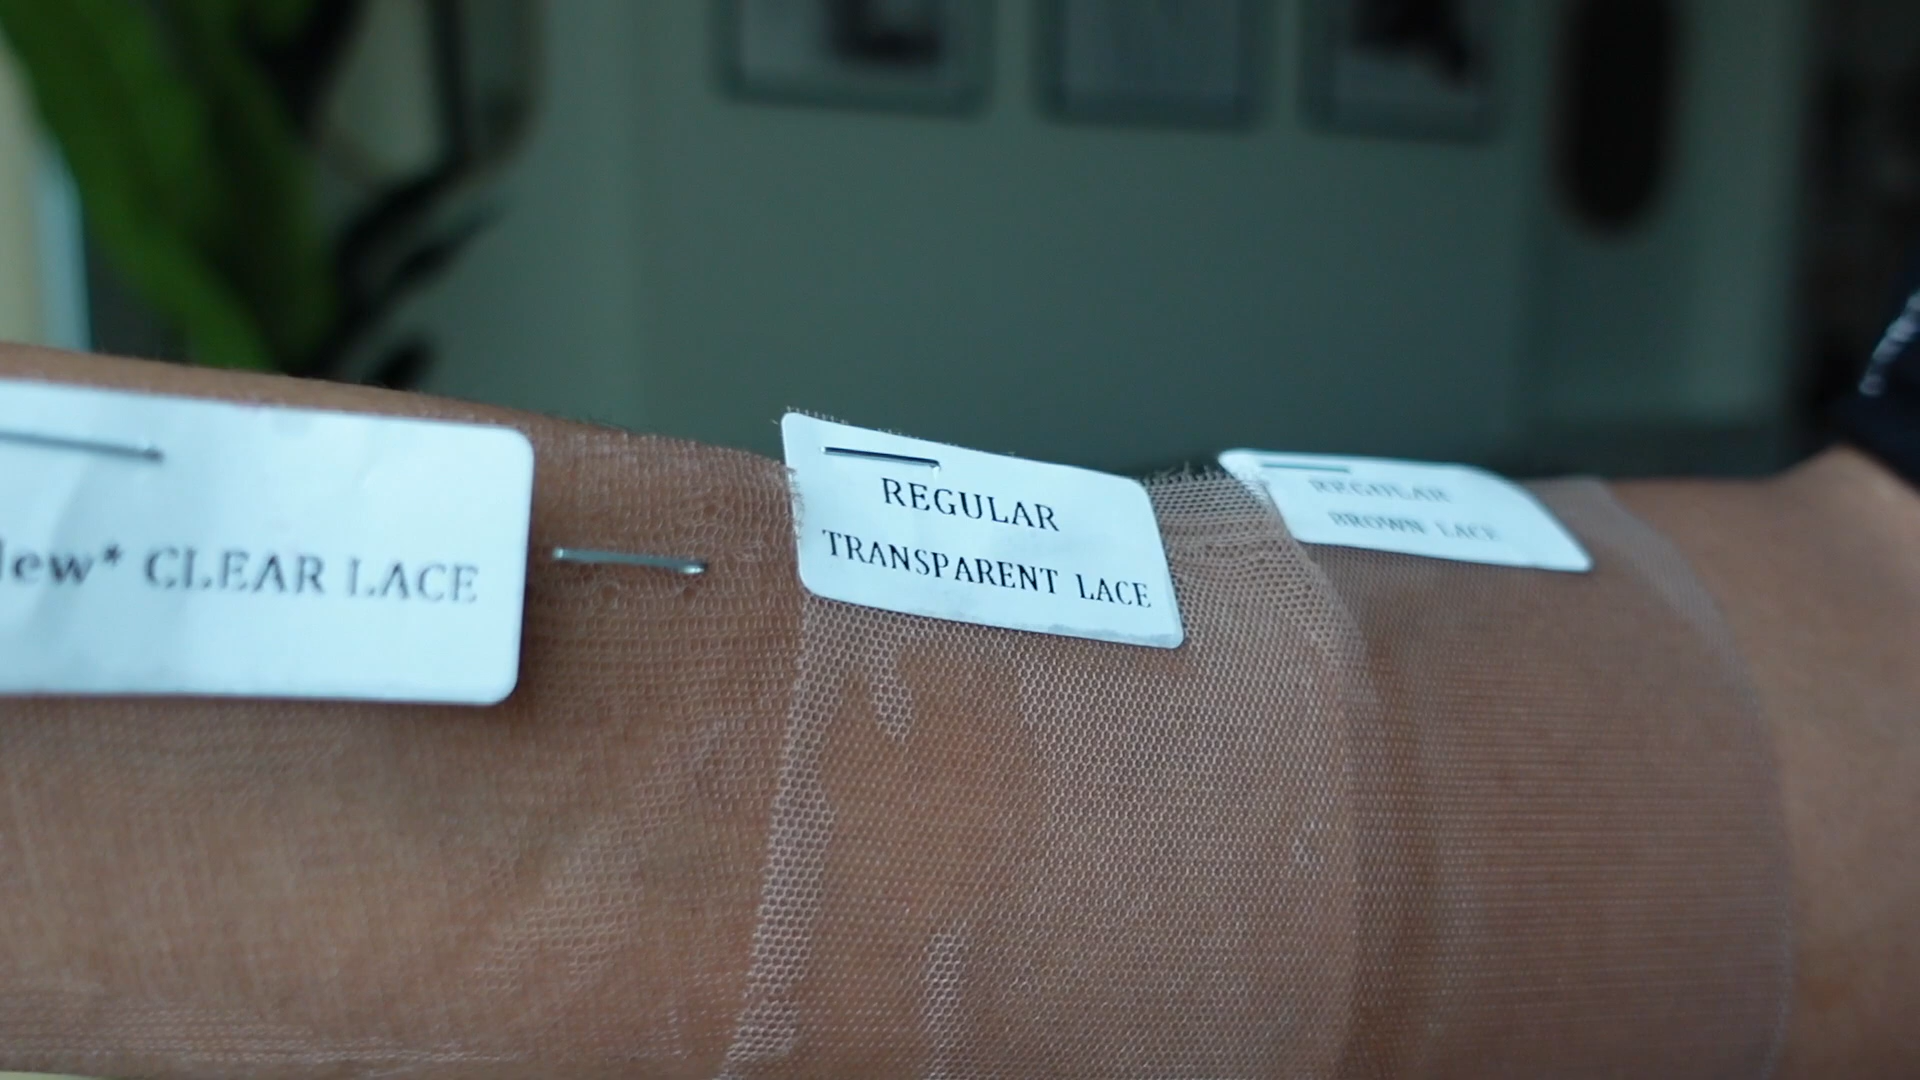 lew* CLEAR LACE
REGULAR
TRANSPARENT LACE
REGULAR
BROWN LACE